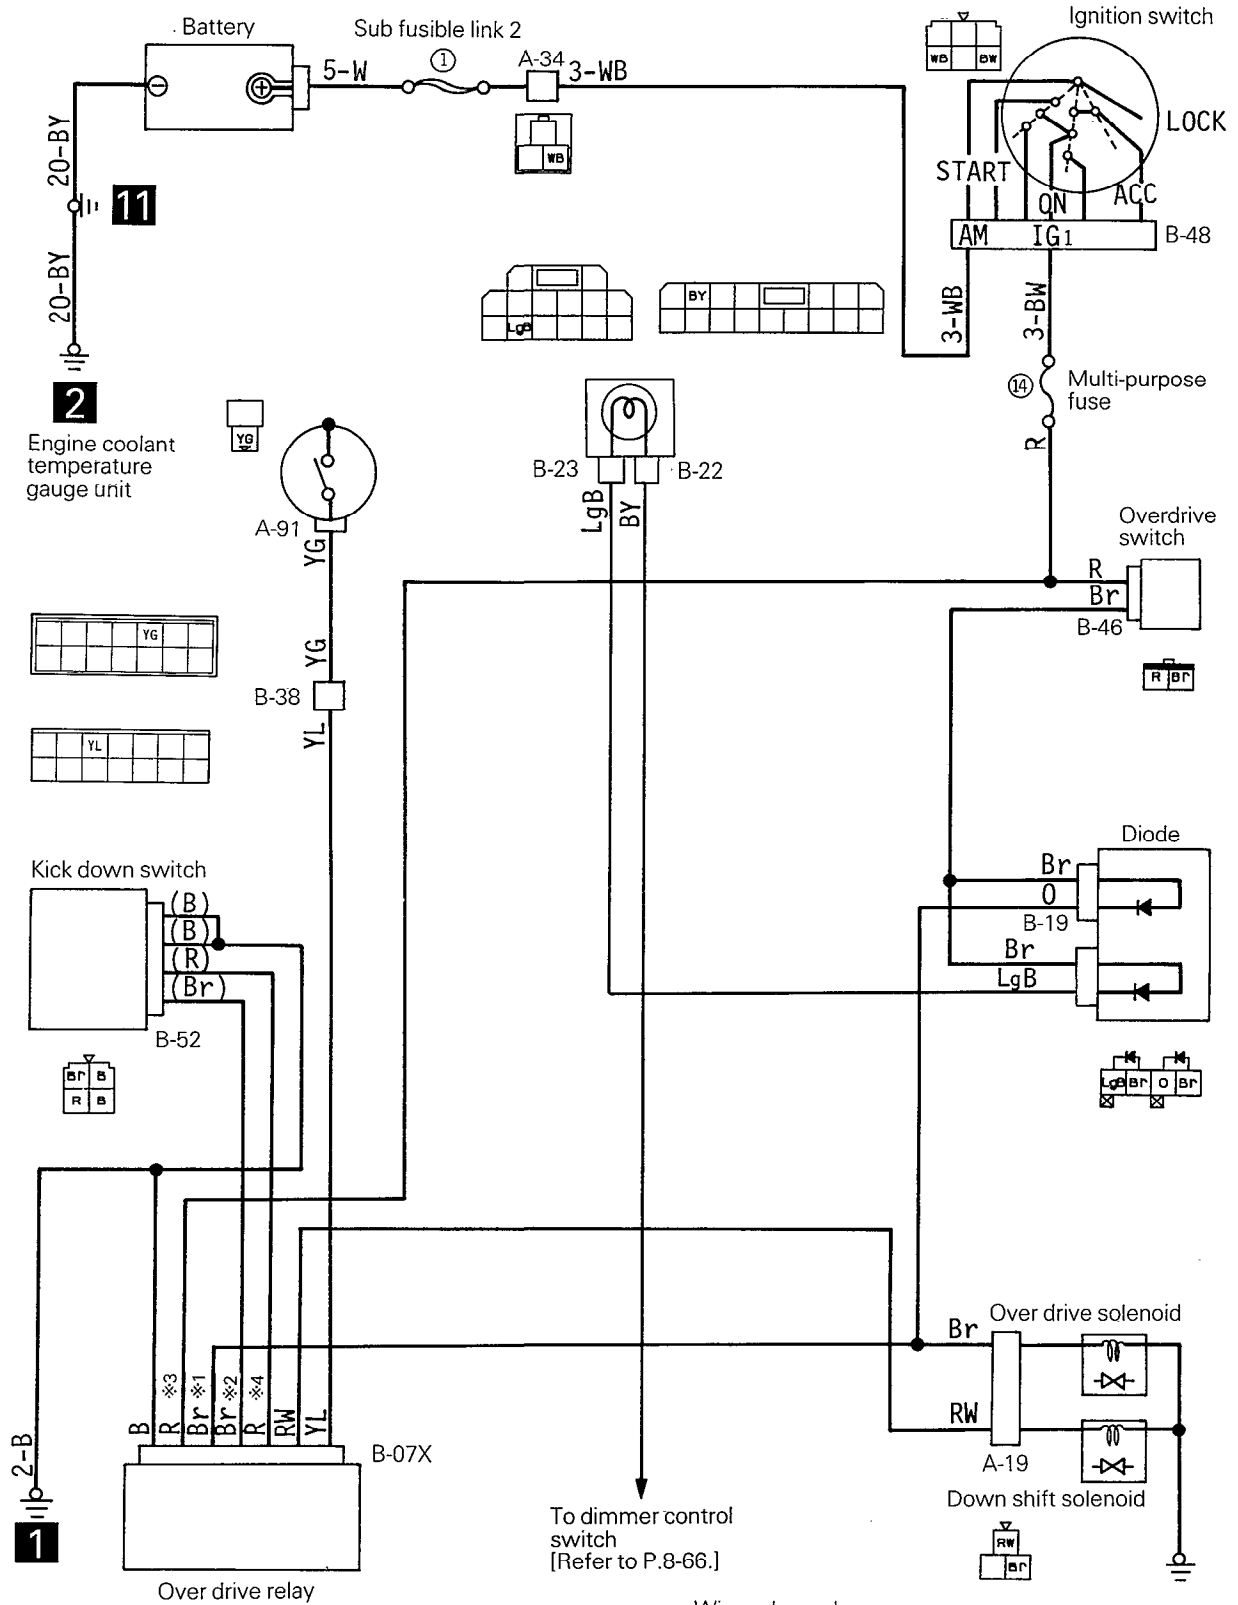 Battery
Sub fusible link 2
Ignition switch
1
5-W
A-34
3-WB
WB
BW
WB
LOCK
START
ON
ACC
AM
IG1
B-48
20-BY
11
20-BY
2
Engine coolant
temperature
gauge unit
LgB
BY
3-WB
3-BW
14
Multi-purpose
fuse
R
YG
A-91
YG
B-23
B-22
LgB
BY
Overdrive
switch
R
Br
B-46
R
Br
YG
YG
B-38
YL
YL
Kick down switch
(B)
(B)
(R)
(Br)
B-52
Br
B
R
B
Diode
Br
O
B-19
Br
LgB
LgB
Br
O
Br
Over drive solenoid
Br
RW
A-19
Down shift solenoid
RW
Br
2-B
1
B
R ※3
Br ※1
Br ※2
R ※4
RW
YL
B-07X
Over drive relay
To dimmer control
switch
[Refer to P.8-66.]